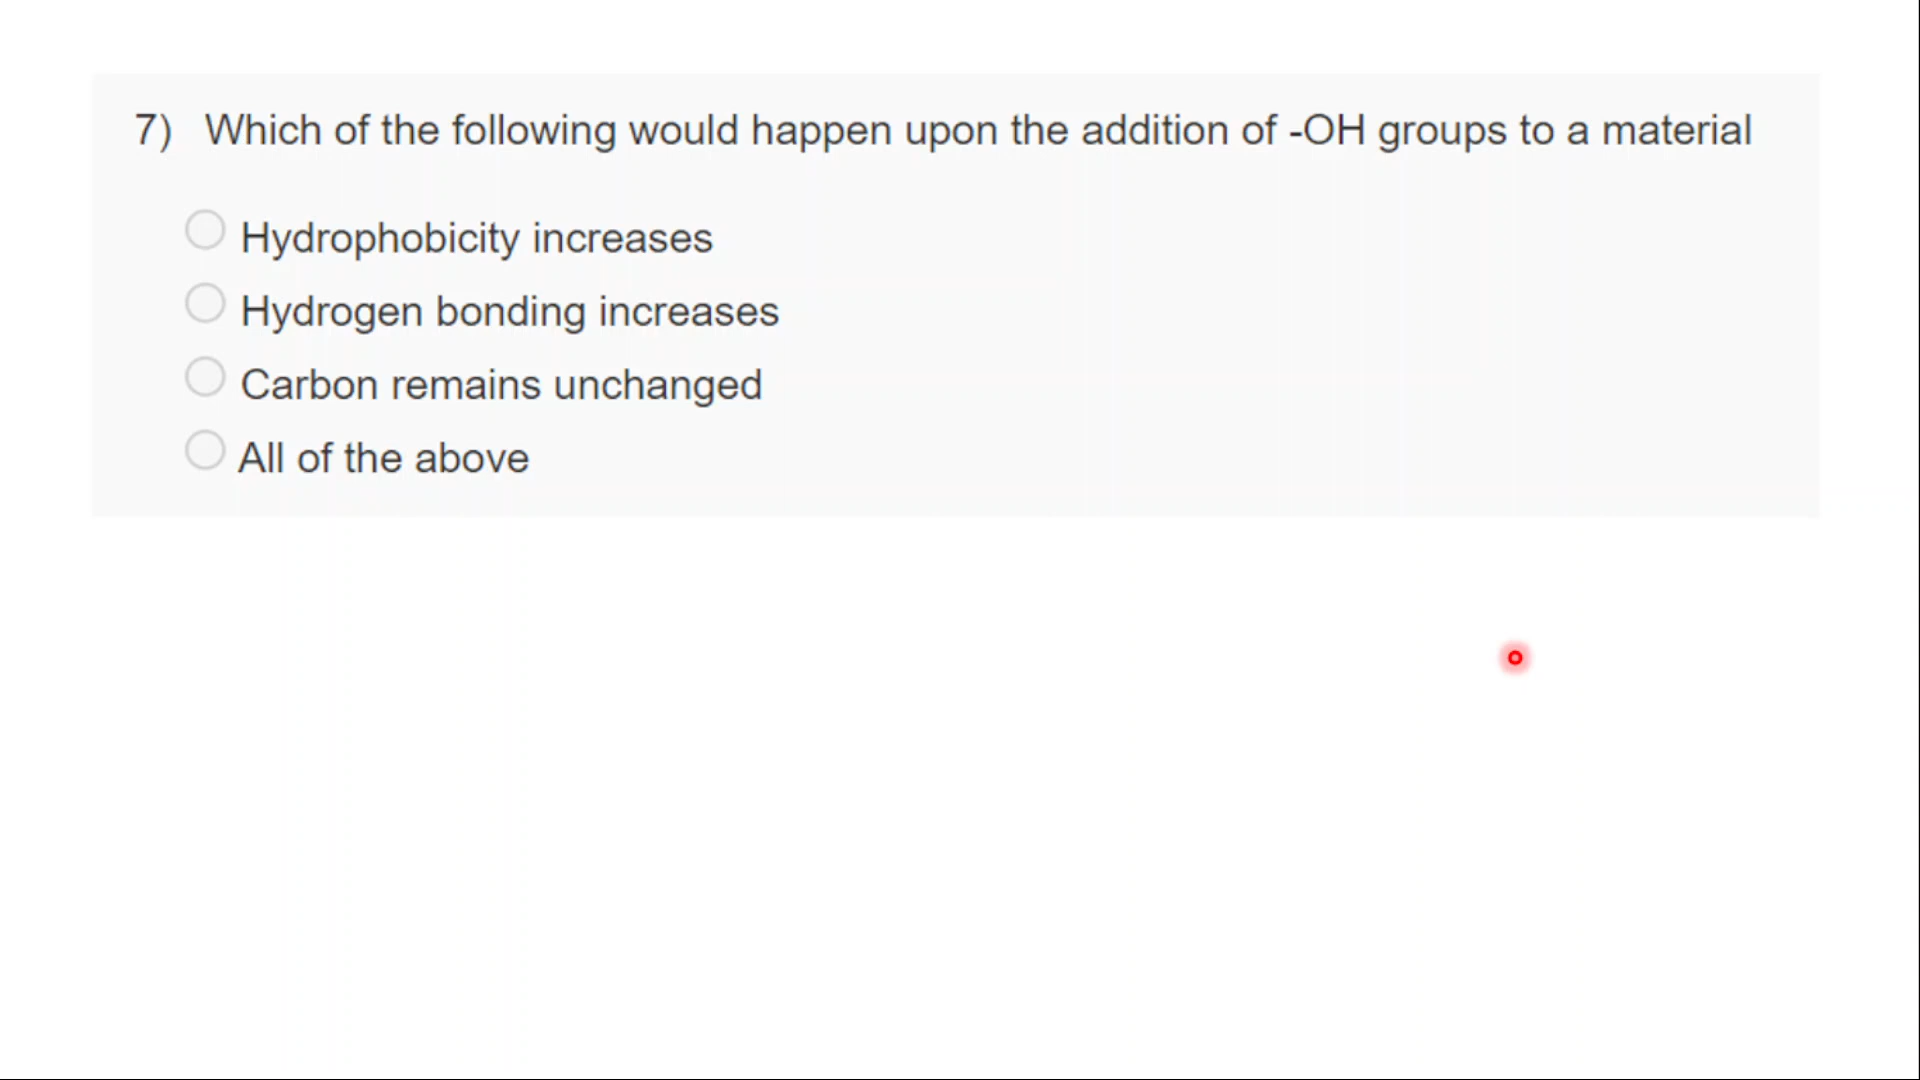 7) Which of the following would happen upon the addition of -OH groups to a material
Hydrophobicity increases
Hydrogen bonding increases
Carbon remains unchanged
All of the above